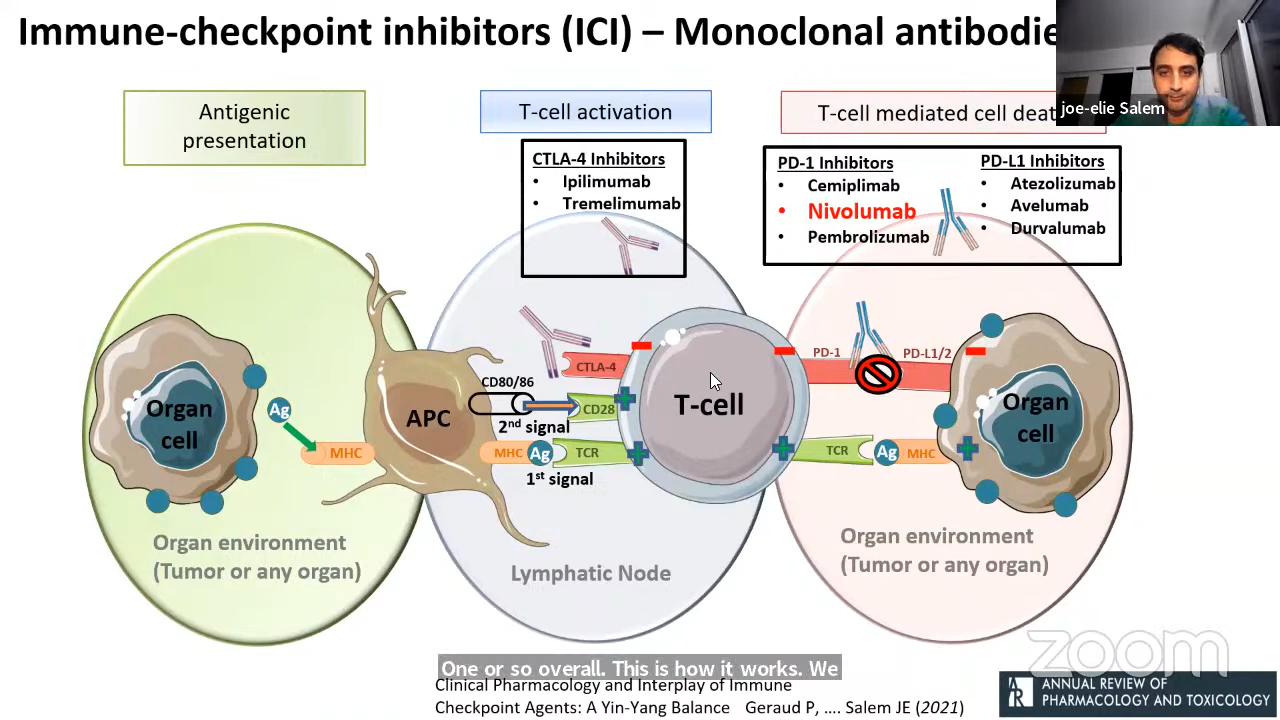 Immune-checkpoint inhibitors (ICI) – Monoclonal antibodie
joe-elie Salem
Antigenic
presentation
T-cell activation
T-cell mediated cell deat
CTLA-4 Inhibitors
• Ipilimumab
• Tremelimumab
PD-1 Inhibitors
• Cemiplimab
• Nivolumab
• Pembrolizumab
PD-L1 Inhibitors
• Atezolizumab
• Avelumab
• Durvalumab
Organ
cell
Ag
MHC
APC
CD80/86
2nd signal
MHC
Ag
TCR
1st signal
CTLA-4
CD28
T-cell
PD-1
PD-L1/2
TCR
Ag
MHC
Organ
cell
Organ environment
(Tumor or any organ)
Lymphatic Node
Organ environment
(Tumor or any organ)
zoom
One or so overall. This is how it works. We
Clinical Pharmacology and Interplay of Immune
Checkpoint Agents: A Yin-Yang Balance Geraud P, .... Salem JE (2021)
AR
ANNUAL REVIEW OF
PHARMACOLOGY AND TOXICOLOGY